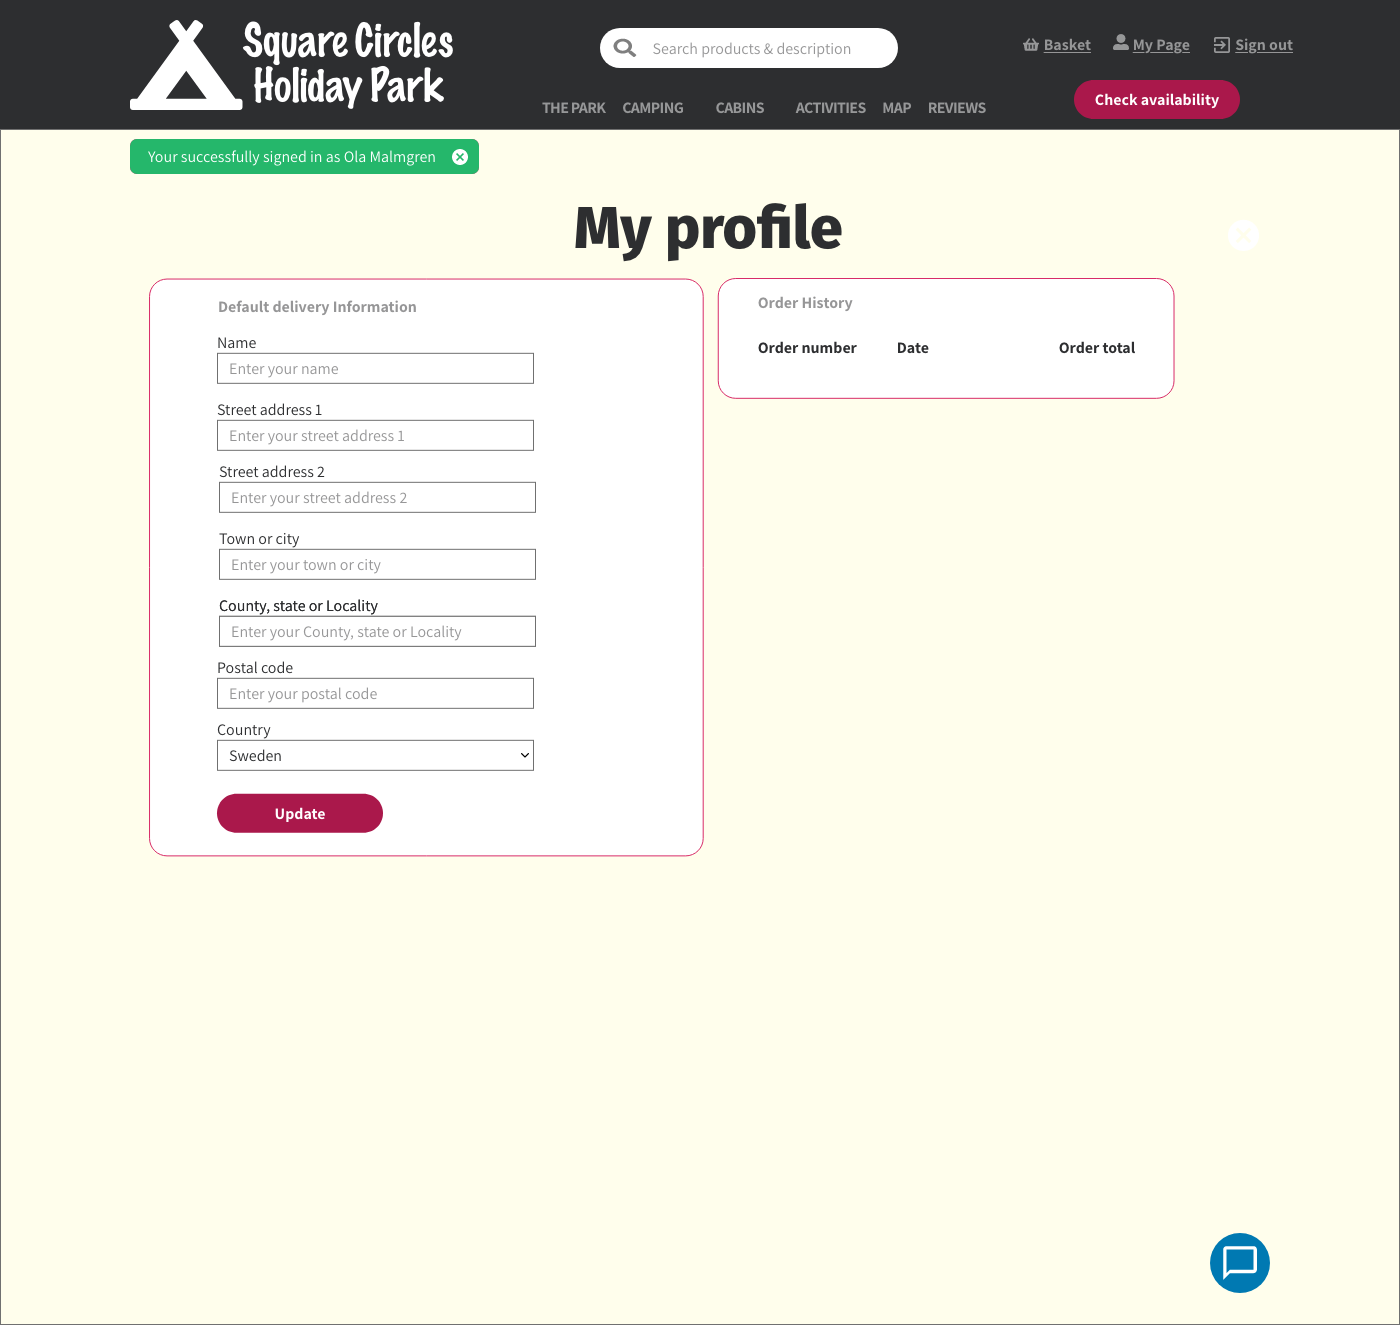 Square Circles
Holiday Park
Search products & description
Basket
My Page
Sign out
THE PARK
CAMPING
CABINS
ACTIVITIES
MAP
REVIEWS
Check availability
Your successfully signed in as Ola Malmgren
My profile
Default delivery Information
Name
Enter your name
Street address 1
Enter your street address 1
Street address 2
Enter your street address 2
Town or city
Enter your town or city
County, state or Locality
Enter your County, state or Locality
Postal code
Enter your postal code
Country
Sweden
Update
Order History
Order number
Date
Order total